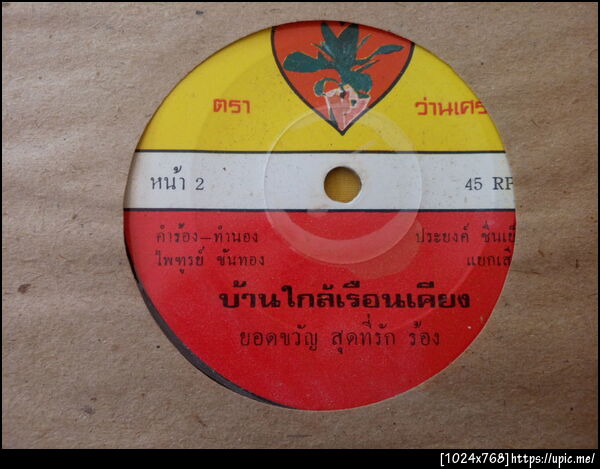 ตรา ว่านเศร
หน้า 2 45 RP
คำร้อง–ทำนอง ประยงค์ ชื่นเย
ไพฑูรย์ ขันทอง แยกเส
บ้านใกล้เรือนเคียง
ยอดขวัญ สุดที่รัก ร้อง
[1024x768]https://upic.me/